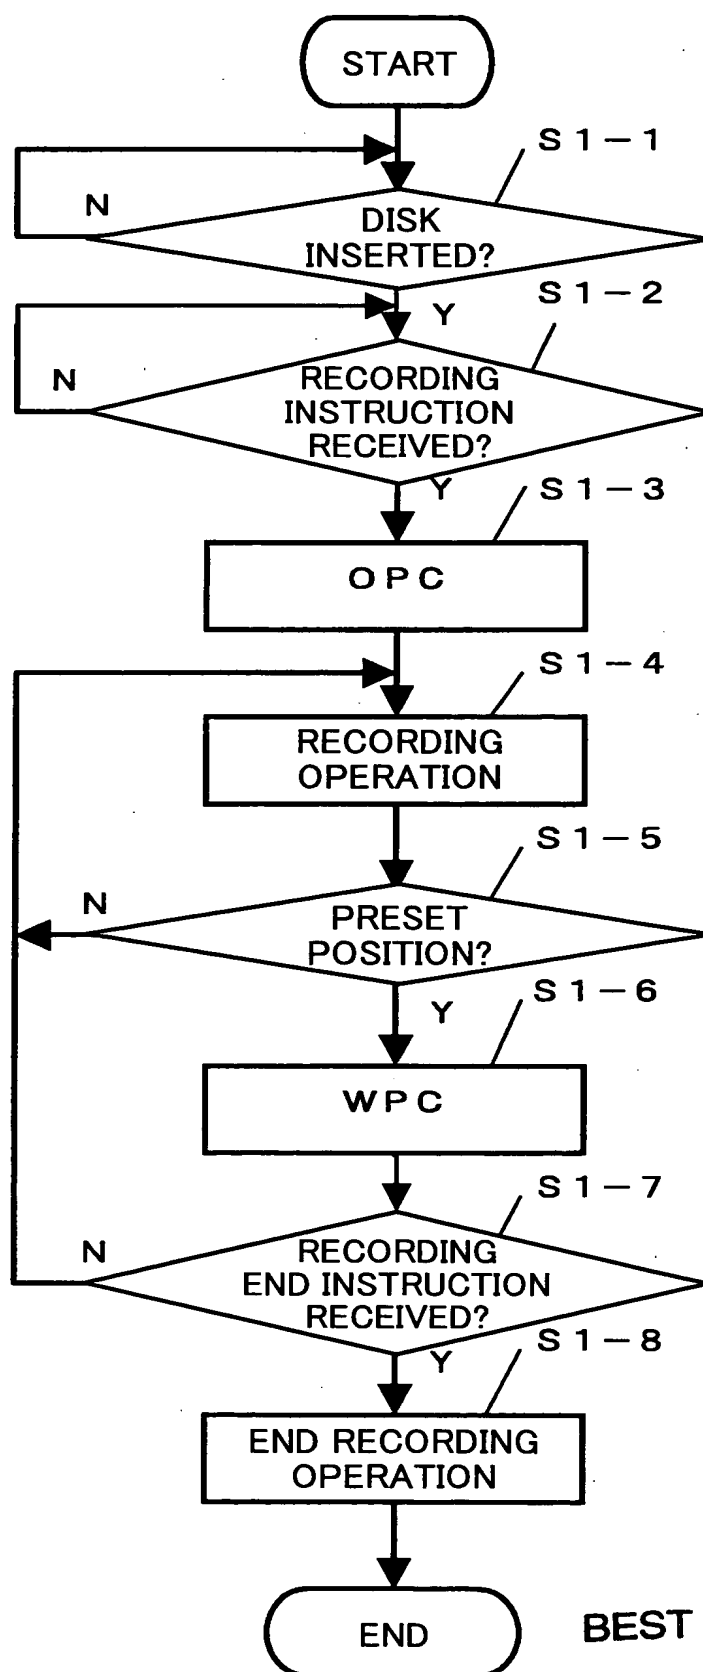 START
S1-1
N
DISK
INSERTED?
S1-2
Y
N
RECORDING
INSTRUCTION
RECEIVED?
Y
S1-3
OPC
S1-4
RECORDING
OPERATION
S1-5
N
PRESET
POSITION?
S1-6
Y
WPC
S1-7
N
RECORDING
END INSTRUCTION
RECEIVED?
Y
S1-8
END RECORDING
OPERATION
END
BEST